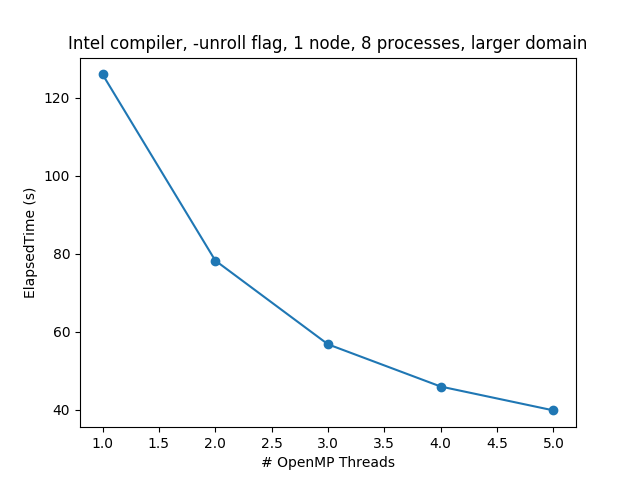 Intel compiler, -unroll flag, 1 node, 8 processes, larger domain
120
100
80
60
40
ElapsedTime (s)
1.0 1.5 2.0 2.5 3.0 3.5 4.0 4.5 5.0
# OpenMP Threads